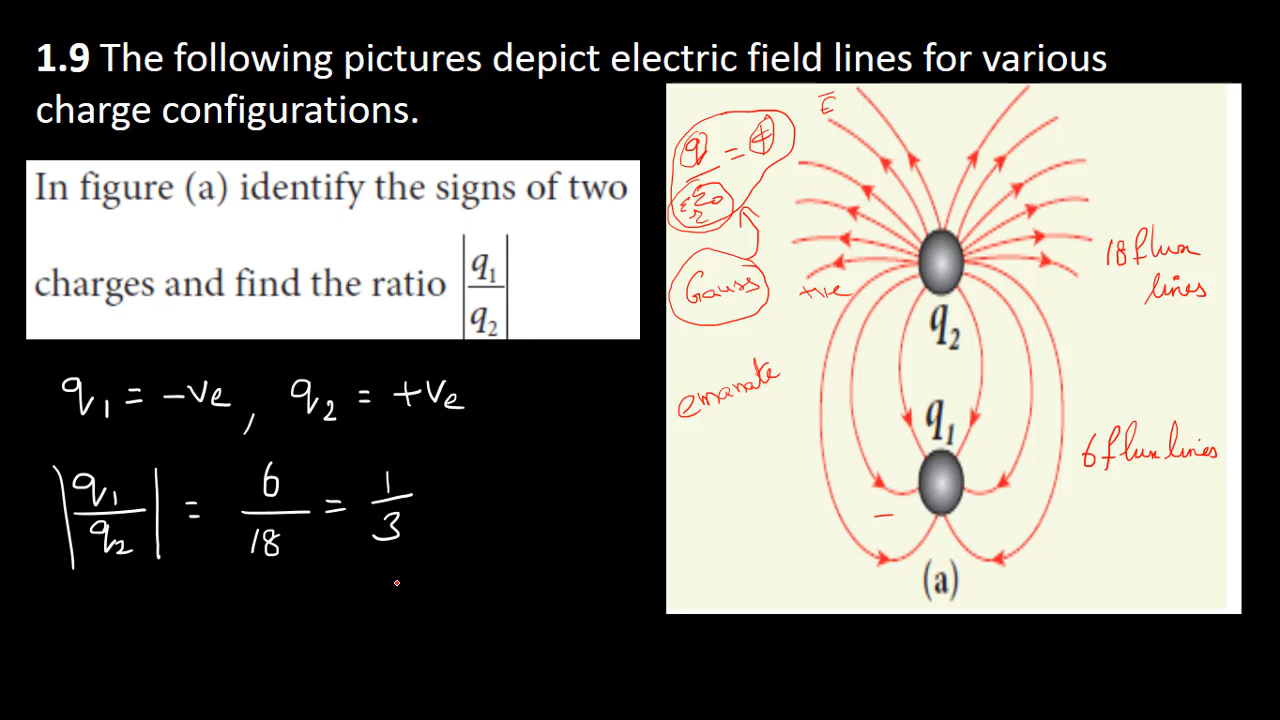 1.9 The following pictures depict electric field lines for various
charge configurations.
In figure (a) identify the signs of two
charges and find the ratio |q₁/q₂|
q₁ = -ve, q₂ = +ve
|q₁/q₂| = 6/18 = 1/3
E
q/ε₀ = ϕ
Gauss
+ve
18 flux
lines
q₂
emanate
q₁
6 flux lines
−
(a)